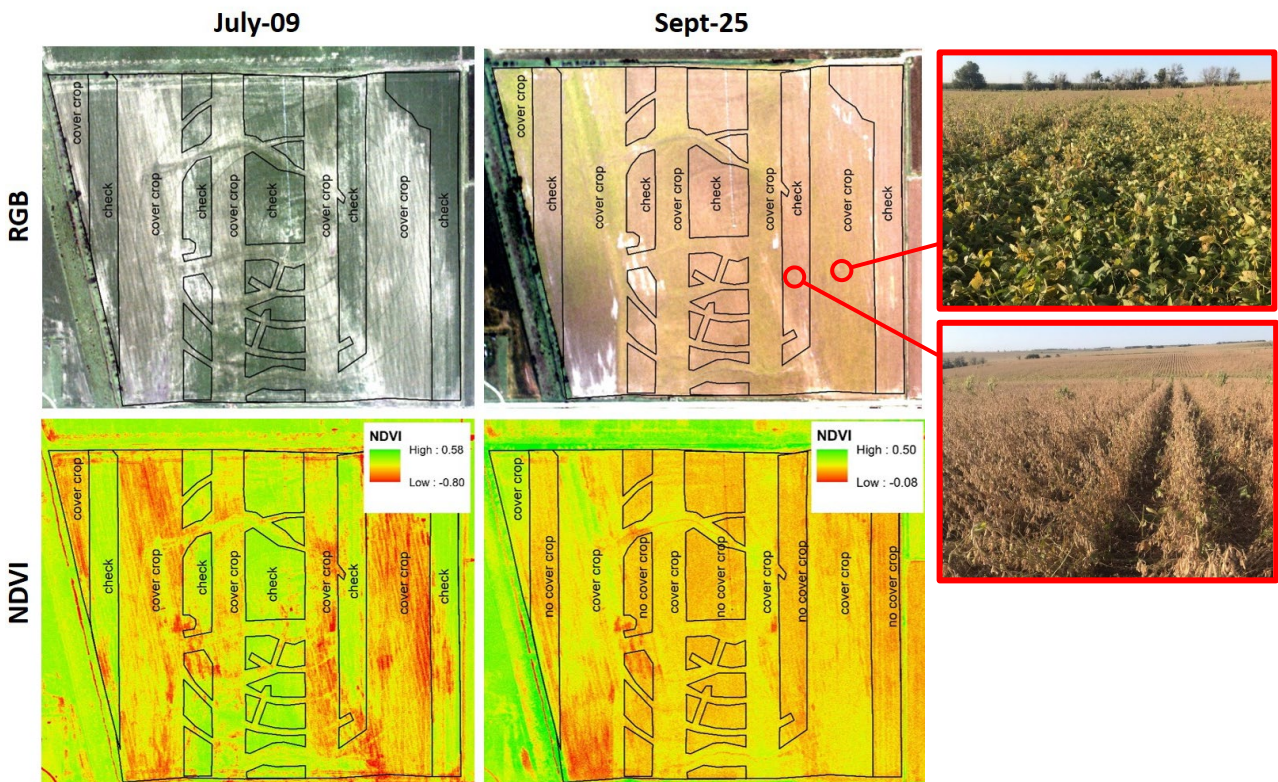 July-09
Sept-25
RGB
cover crop
check
cover crop
check
cover crop
check
cover crop
check
cover crop
check
cover crop
check
cover crop
check
cover crop
check
cover crop
check
cover crop
check
NDVI
NDVI
High : 0.58
Low : -0.80
cover crop
check
cover crop
check
cover crop
check
cover crop
check
cover crop
check
NDVI
High : 0.50
Low : -0.08
cover crop
no cover crop
cover crop
no cover crop
cover crop
no cover crop
cover crop
no cover crop
cover crop
no cover crop